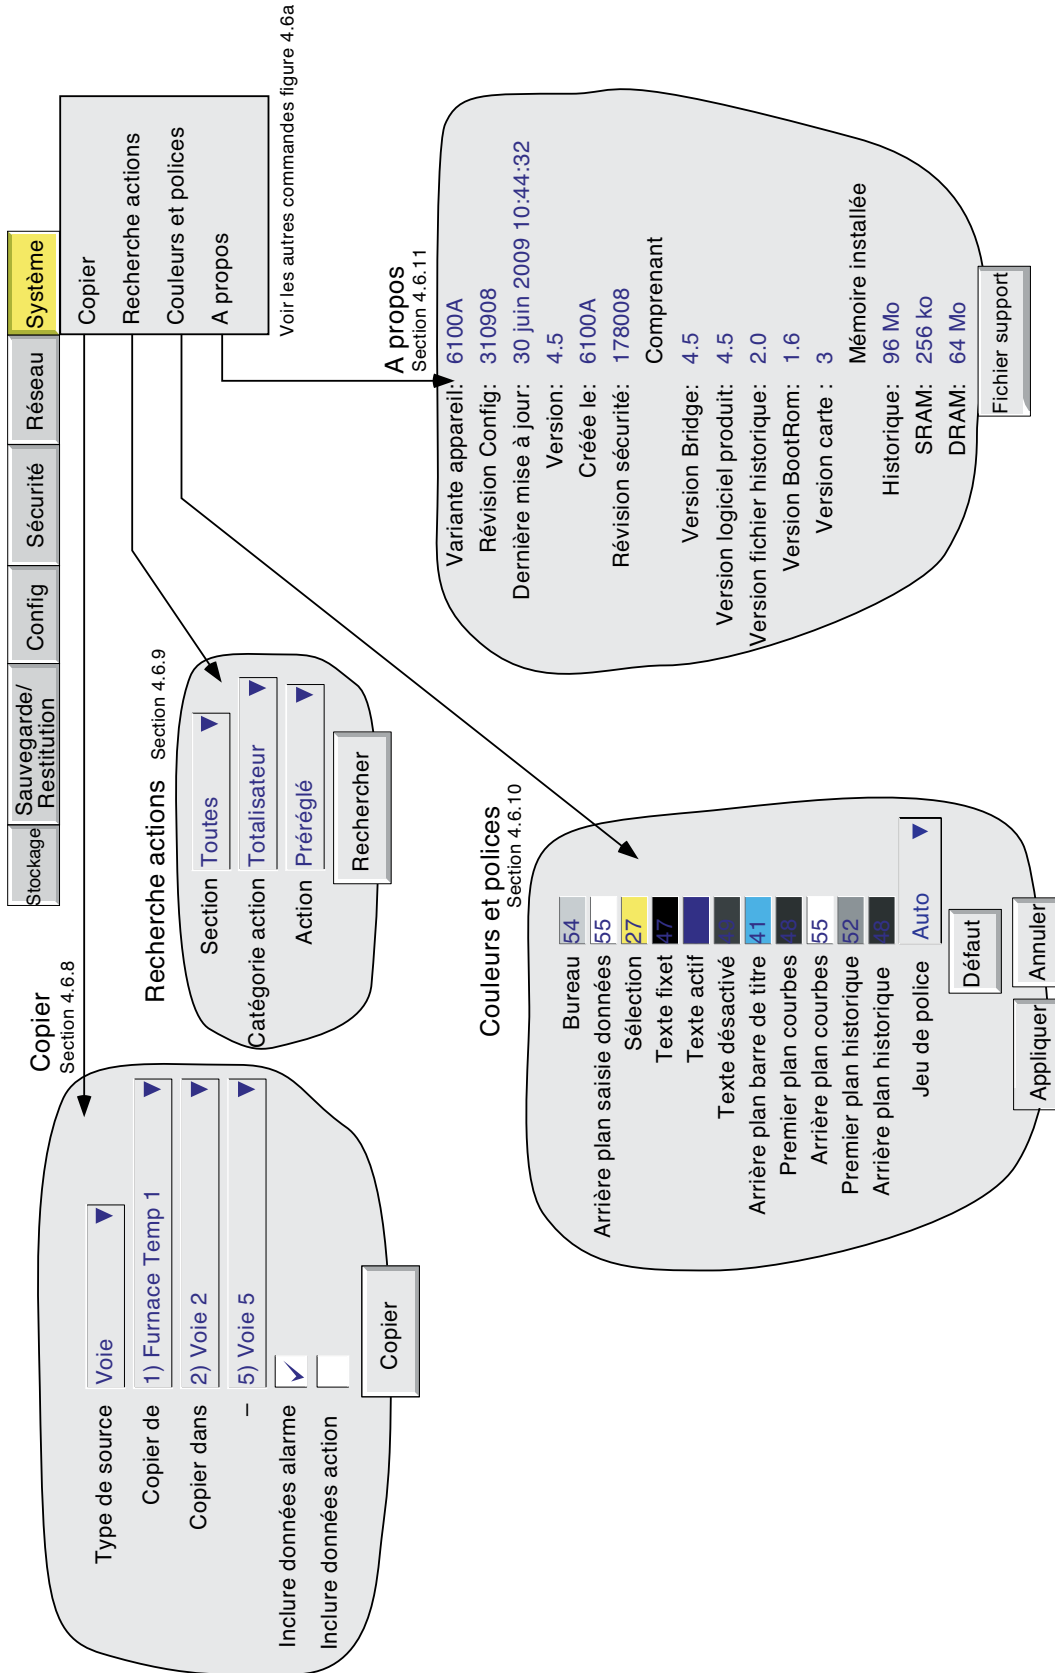 Stockage
Sauvegarde/
Restitution
Config
Sécurité
Réseau
Système
Copier
Recherche actions
Couleurs et polices
A propos
Voir les autres commandes figure 4.6a
Copier
Section 4.6.8
Type de source Voie
Copier de 1) Furnace Temp 1
Copier dans 2) Voie 2
– 5) Voie 5
Inclure données alarme
Inclure données action
Copier
Recherche actions Section 4.6.9
Section Toutes
Catégorie action Totalisateur
Action Préréglé
Rechercher
A propos
Section 4.6.11
Variante appareil: 6100A
Révision Config: 310908
Dernière mise à jour: 30 juin 2009 10:44:32
Version: 4.5
Créée le: 6100A
Révision sécurité: 178008
Comprenant
Version Bridge: 4.5
Version logiciel produit: 4.5
Version fichier historique: 2.0
Version BootRom: 1.6
Version carte : 3
Mémoire installée
Historique: 96 Mo
SRAM: 256 ko
DRAM: 64 Mo
Fichier support
Couleurs et polices
Section 4.6.10
Bureau 54
Arrière plan saisie données 55
Sélection 27
Texte fixet 47
Texte actif
Texte désactivé 49
Arrière plan barre de titre 41
Premier plan courbes 48
Arrière plan courbes 55
Premier plan historique 52
Arrière plan historique 48
Jeu de police Auto
Défaut
Appliquer
Annuler